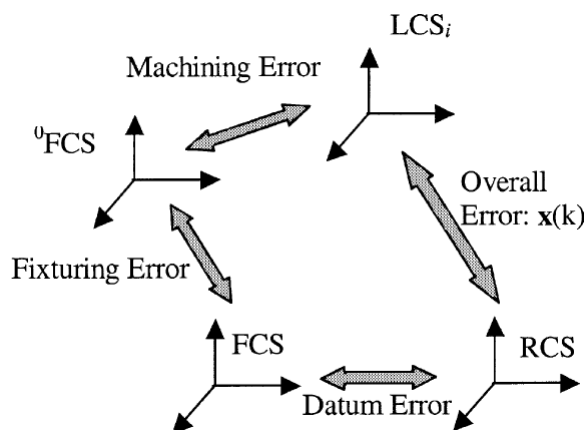 LCSi
Machining Error
⁰FCS
Overall
Error: x(k)
Fixturing Error
FCS
RCS
Datum Error